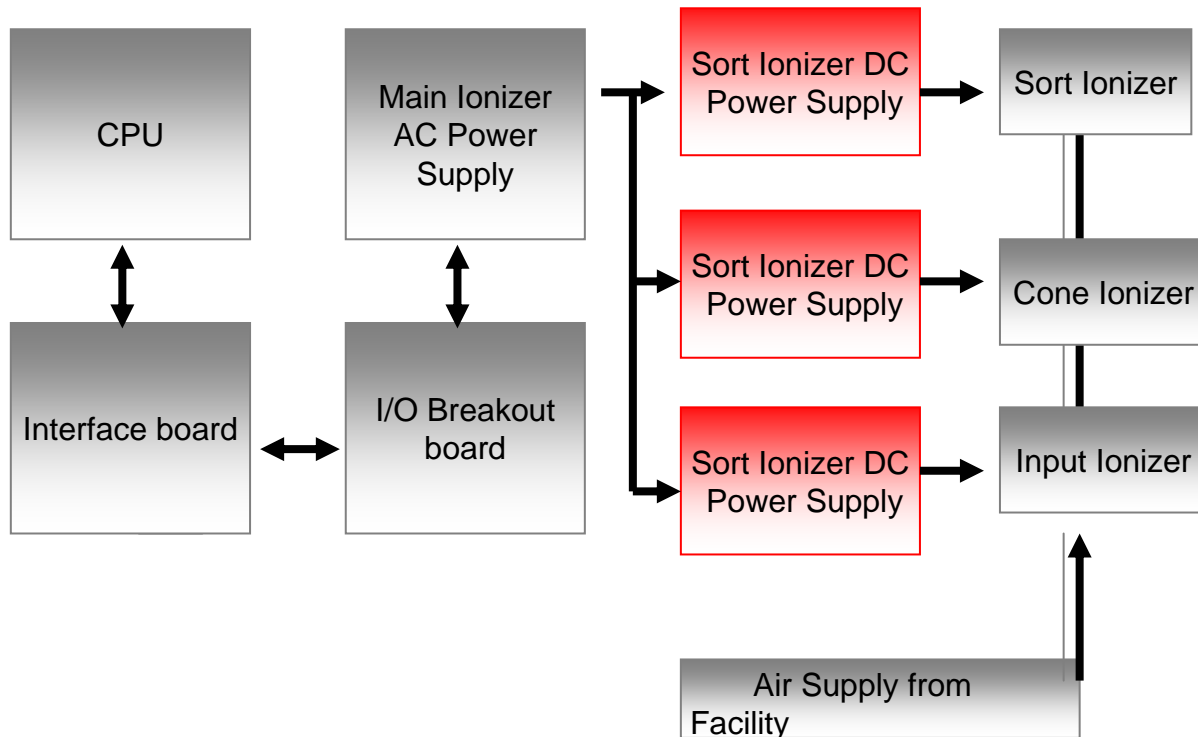 CPU
Main Ionizer
AC Power
Supply
Sort Ionizer DC
Power Supply
Sort Ionizer
Sort Ionizer DC
Power Supply
Cone Ionizer
Interface board
I/O Breakout
board
Sort Ionizer DC
Power Supply
Input Ionizer
Air Supply from
Facility